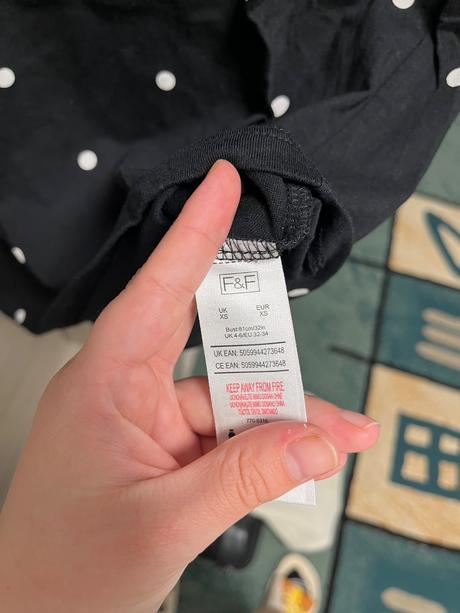 F&F
UK EUR
XS XS
Bust 81cm/32in
UK 4-6/EU 32-34
UK EAN: 5059944273648
CE EAN: 5059944273648
KEEP AWAY FROM FIRE